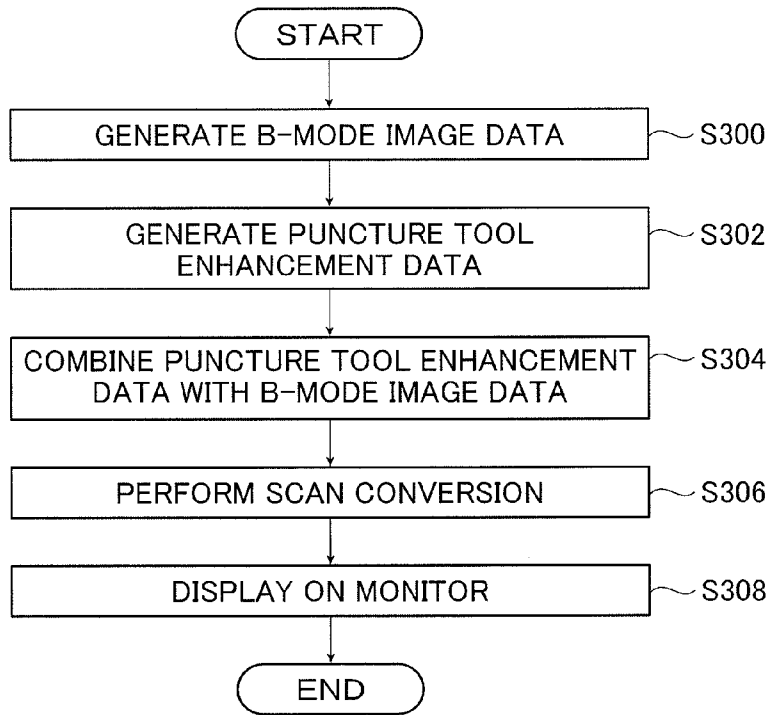 START
GENERATE B-MODE IMAGE DATA
S300
GENERATE PUNCTURE TOOL
ENHANCEMENT DATA
S302
COMBINE PUNCTURE TOOL ENHANCEMENT
DATA WITH B-MODE IMAGE DATA
S304
PERFORM SCAN CONVERSION
S306
DISPLAY ON MONITOR
S308
END